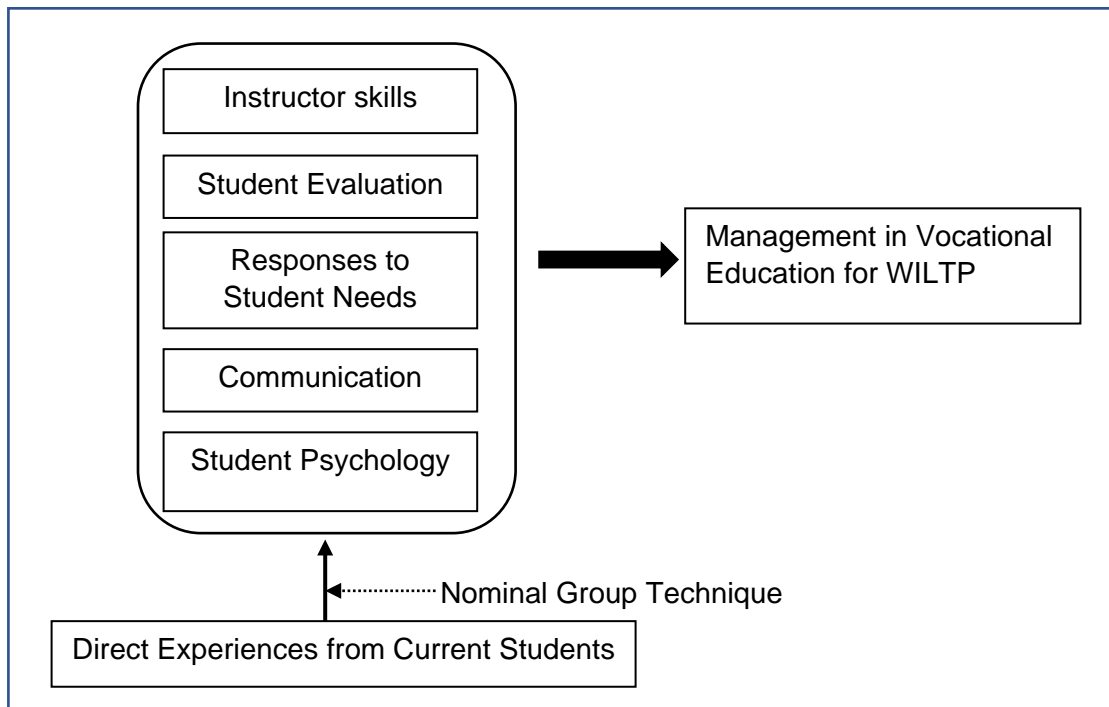 Instructor skills
Student Evaluation
Responses to
Student Needs
Communication
Student Psychology
Management in Vocational
Education for WILTP
Nominal Group Technique
Direct Experiences from Current Students